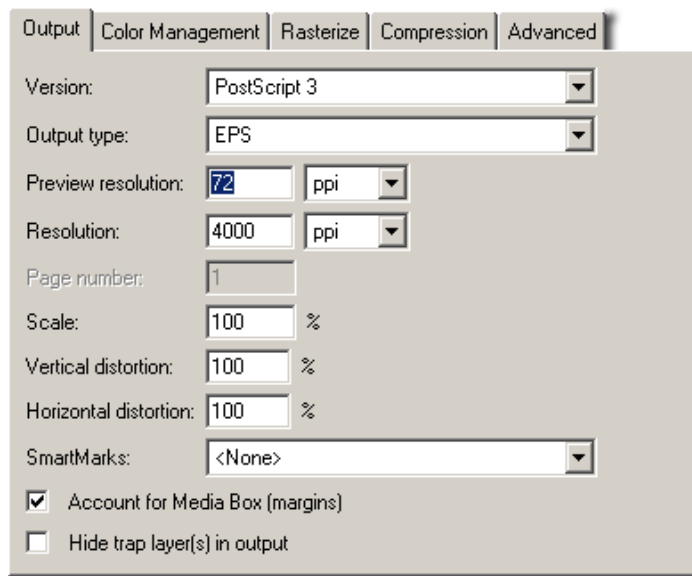 Output Color Management Rasterize Compression Advanced
Version: PostScript 3
Output type: EPS
Preview resolution: 72 ppi
Resolution: 4000 ppi
Page number: 1
Scale: 100 %
Vertical distortion: 100 %
Horizontal distortion: 100 %
SmartMarks: <None>
Account for Media Box (margins)
Hide trap layer(s) in output